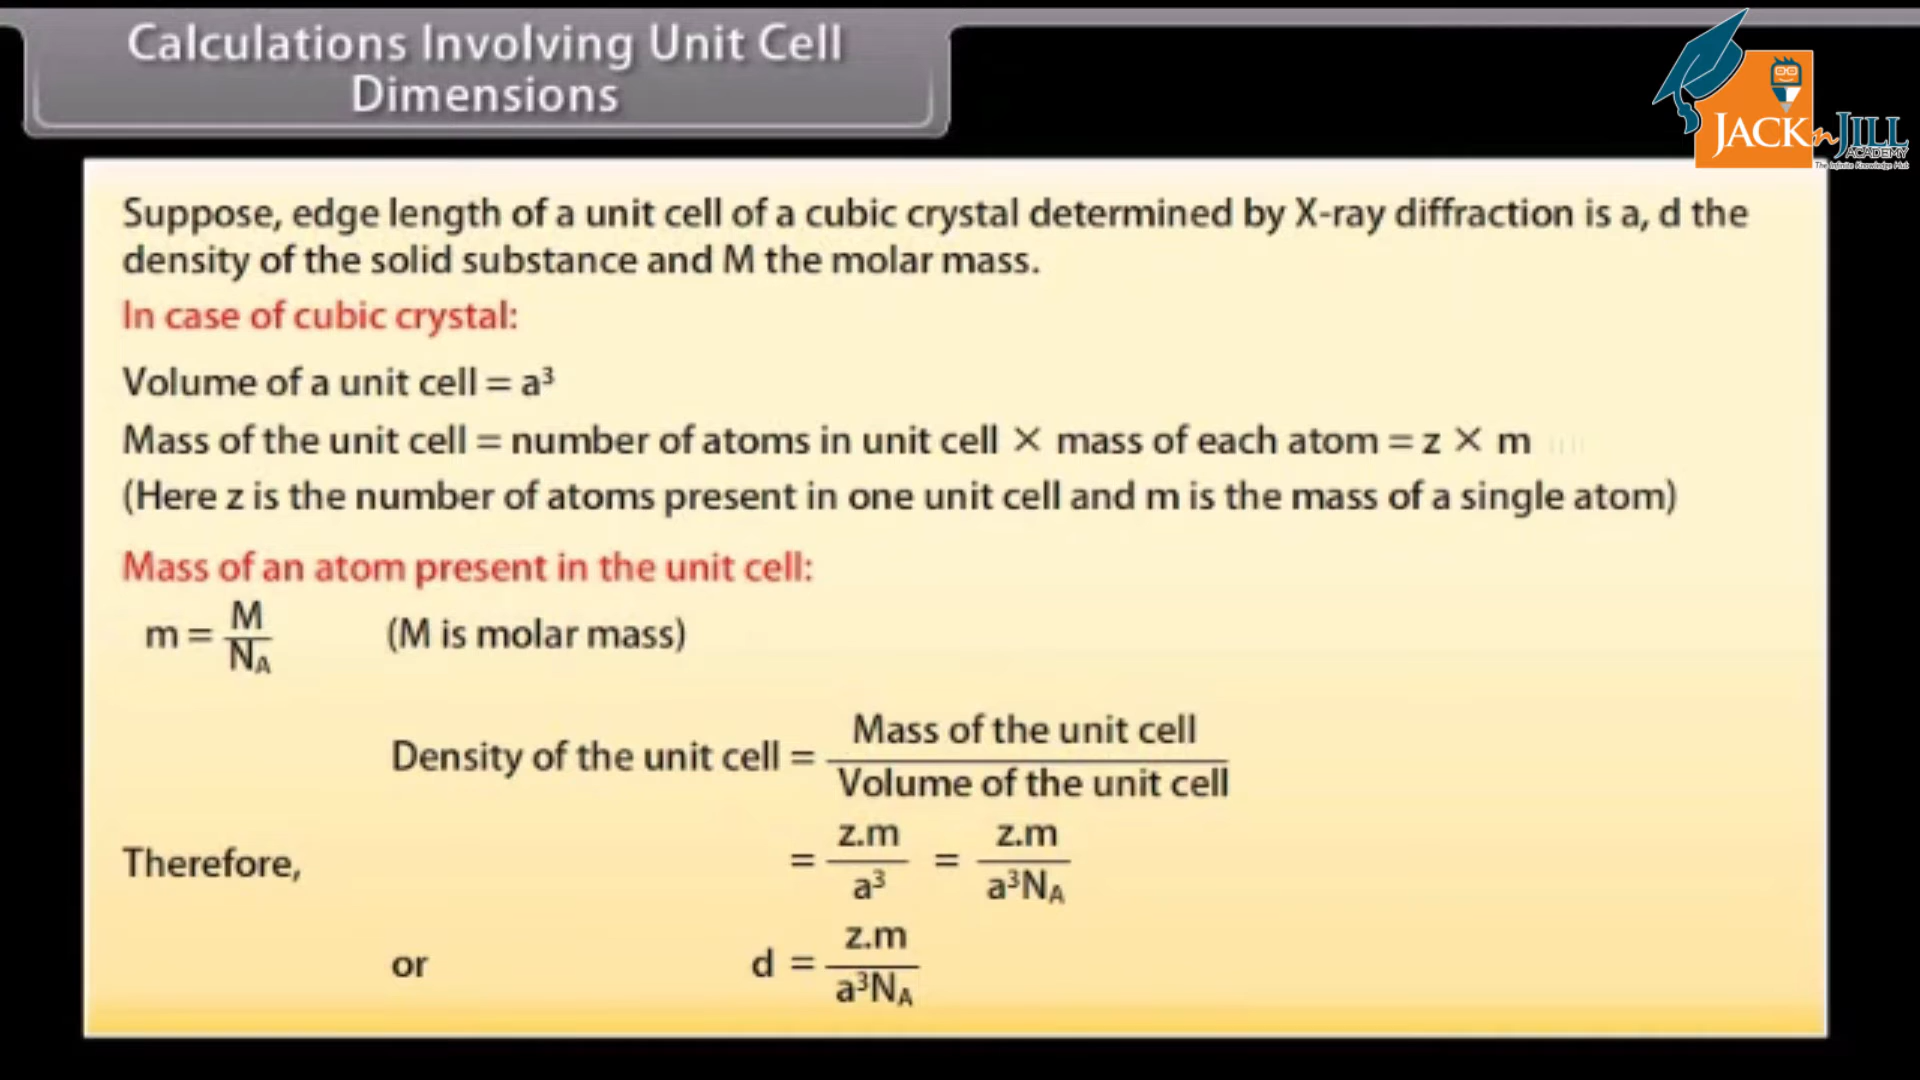 Calculations Involving Unit Cell
Dimensions
JACKnJILL
ACADEMY
The Infinite Knowledge Hub
Suppose, edge length of a unit cell of a cubic crystal determined by X-ray diffraction is a, d the
density of the solid substance and M the molar mass.
In case of cubic crystal:
Volume of a unit cell = a³
Mass of the unit cell = number of atoms in unit cell × mass of each atom = z × m
(Here z is the number of atoms present in one unit cell and m is the mass of a single atom)
Mass of an atom present in the unit cell:
m = M/N_A (M is molar mass)
Density of the unit cell = Mass of the unit cell / Volume of the unit cell
Therefore, = z.m/a³ = z.m/a³N_A
or d = z.m/a³N_A